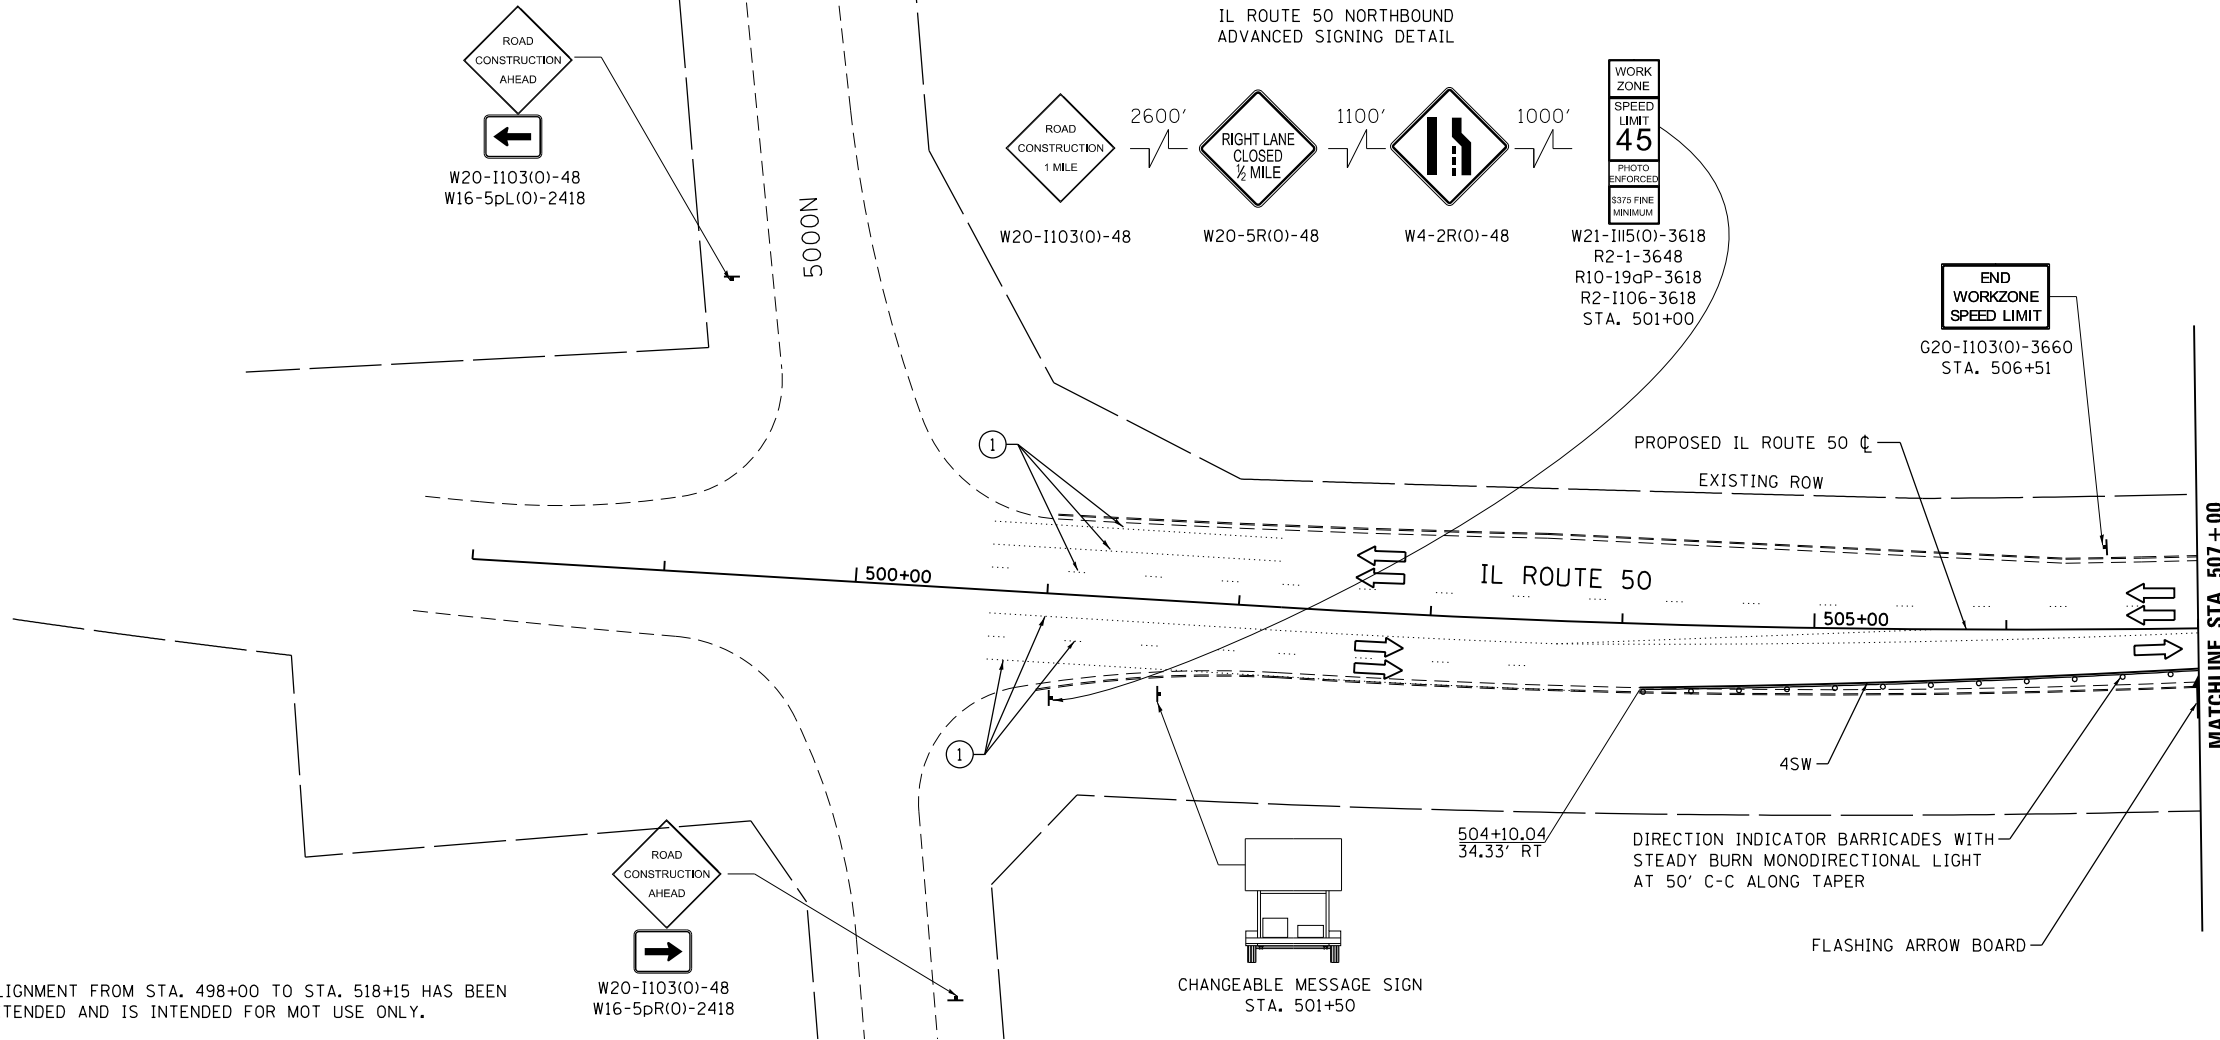 IL ROUTE 50 NORTHBOUND
ADVANCED SIGNING DETAIL
ROAD
CONSTRUCTION
AHEAD
W20-I103(O)-48
W16-5pL(O)-2418
5000N
ROAD
CONSTRUCTION
1 MILE
W20-I103(O)-48
2600'
RIGHT LANE
CLOSED
½ MILE
W20-5R(O)-48
1100'
W4-2R(O)-48
1000'
WORK
ZONE
SPEED
LIMIT
45
PHOTO
ENFORCED
$375 FINE
MINIMUM
W21-I115(O)-3618
R2-1-3648
R10-19aP-3618
R2-I106-3618
STA. 501+00
END
WORKZONE
SPEED LIMIT
G20-I103(O)-3660
STA. 506+51
PROPOSED IL ROUTE 50 ℄
EXISTING ROW
1
500+00
IL ROUTE 50
505+00
MATCHLINE STA 507+00
1
4SW
504+10.04
34.33' RT
DIRECTION INDICATOR BARRICADES WITH
STEADY BURN MONODIRECTIONAL LIGHT
AT 50' C-C ALONG TAPER
FLASHING ARROW BOARD
CHANGEABLE MESSAGE SIGN
STA. 501+50
ROAD
CONSTRUCTION
AHEAD
W20-I103(O)-48
W16-5pR(O)-2418
LIGNMENT FROM STA. 498+00 TO STA. 518+15 HAS BEEN
TENDED AND IS INTENDED FOR MOT USE ONLY.